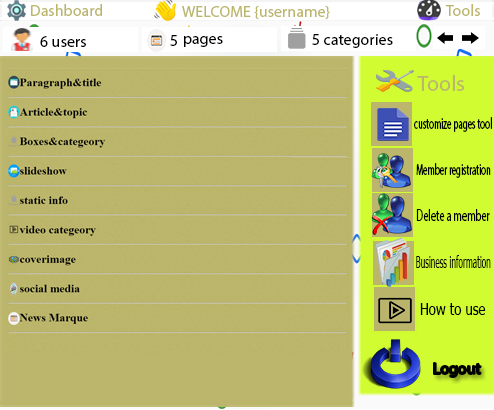 Dashboard
WELCOME {username}
Tools
6 users
5 pages
5 categories
Paragraph&title
Article&topic
Boxes&categeory
slideshow
static info
video categeory
coverimage
social media
News Marque
Tools
customize pages tool
Member registration
Delete a member
Business information
How to use
Logout